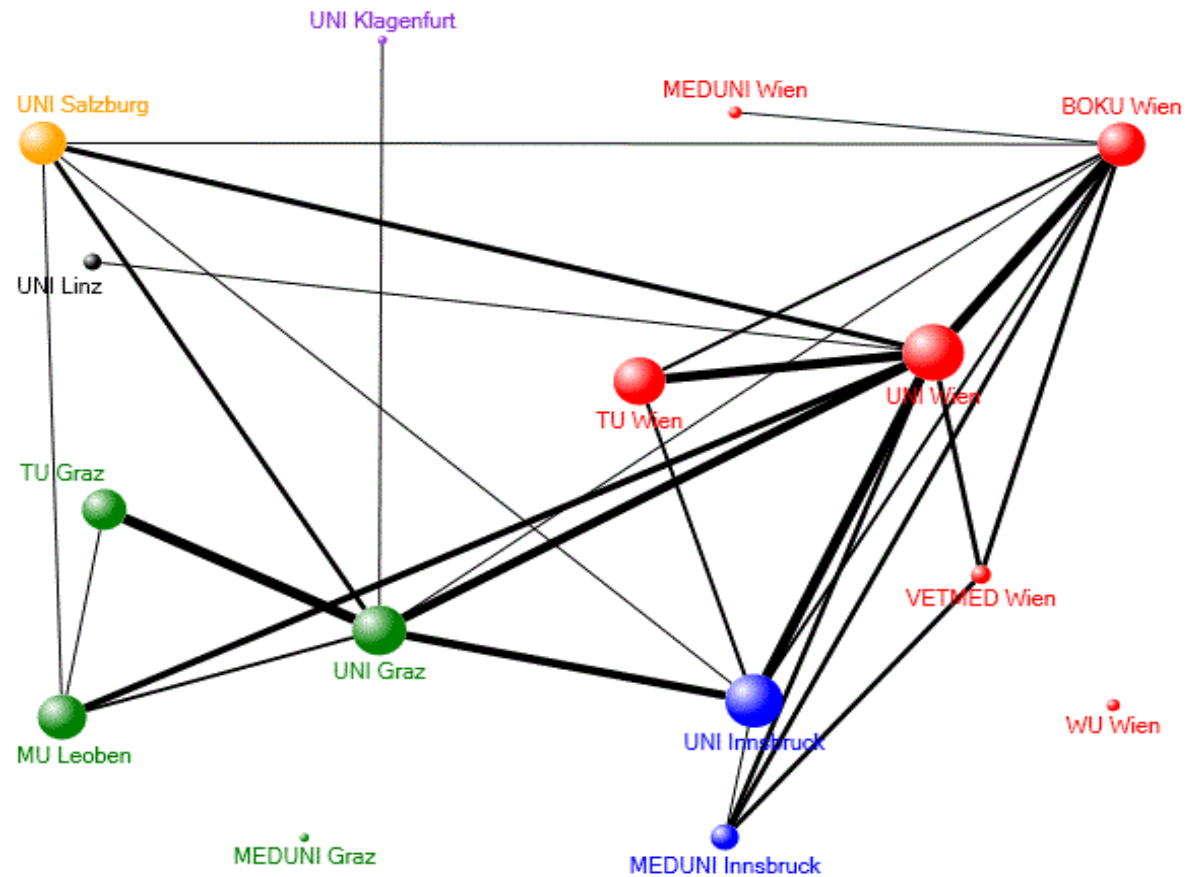 UNI Klagenfurt
MEDUNI Wien
UNI Salzburg
BOKU Wien
UNI Linz
UNI Wien
TU Wien
TU Graz
VETMED Wien
UNI Graz
WU Wien
UNI Innsbruck
MU Leoben
MEDUNI Graz
MEDUNI Innsbruck